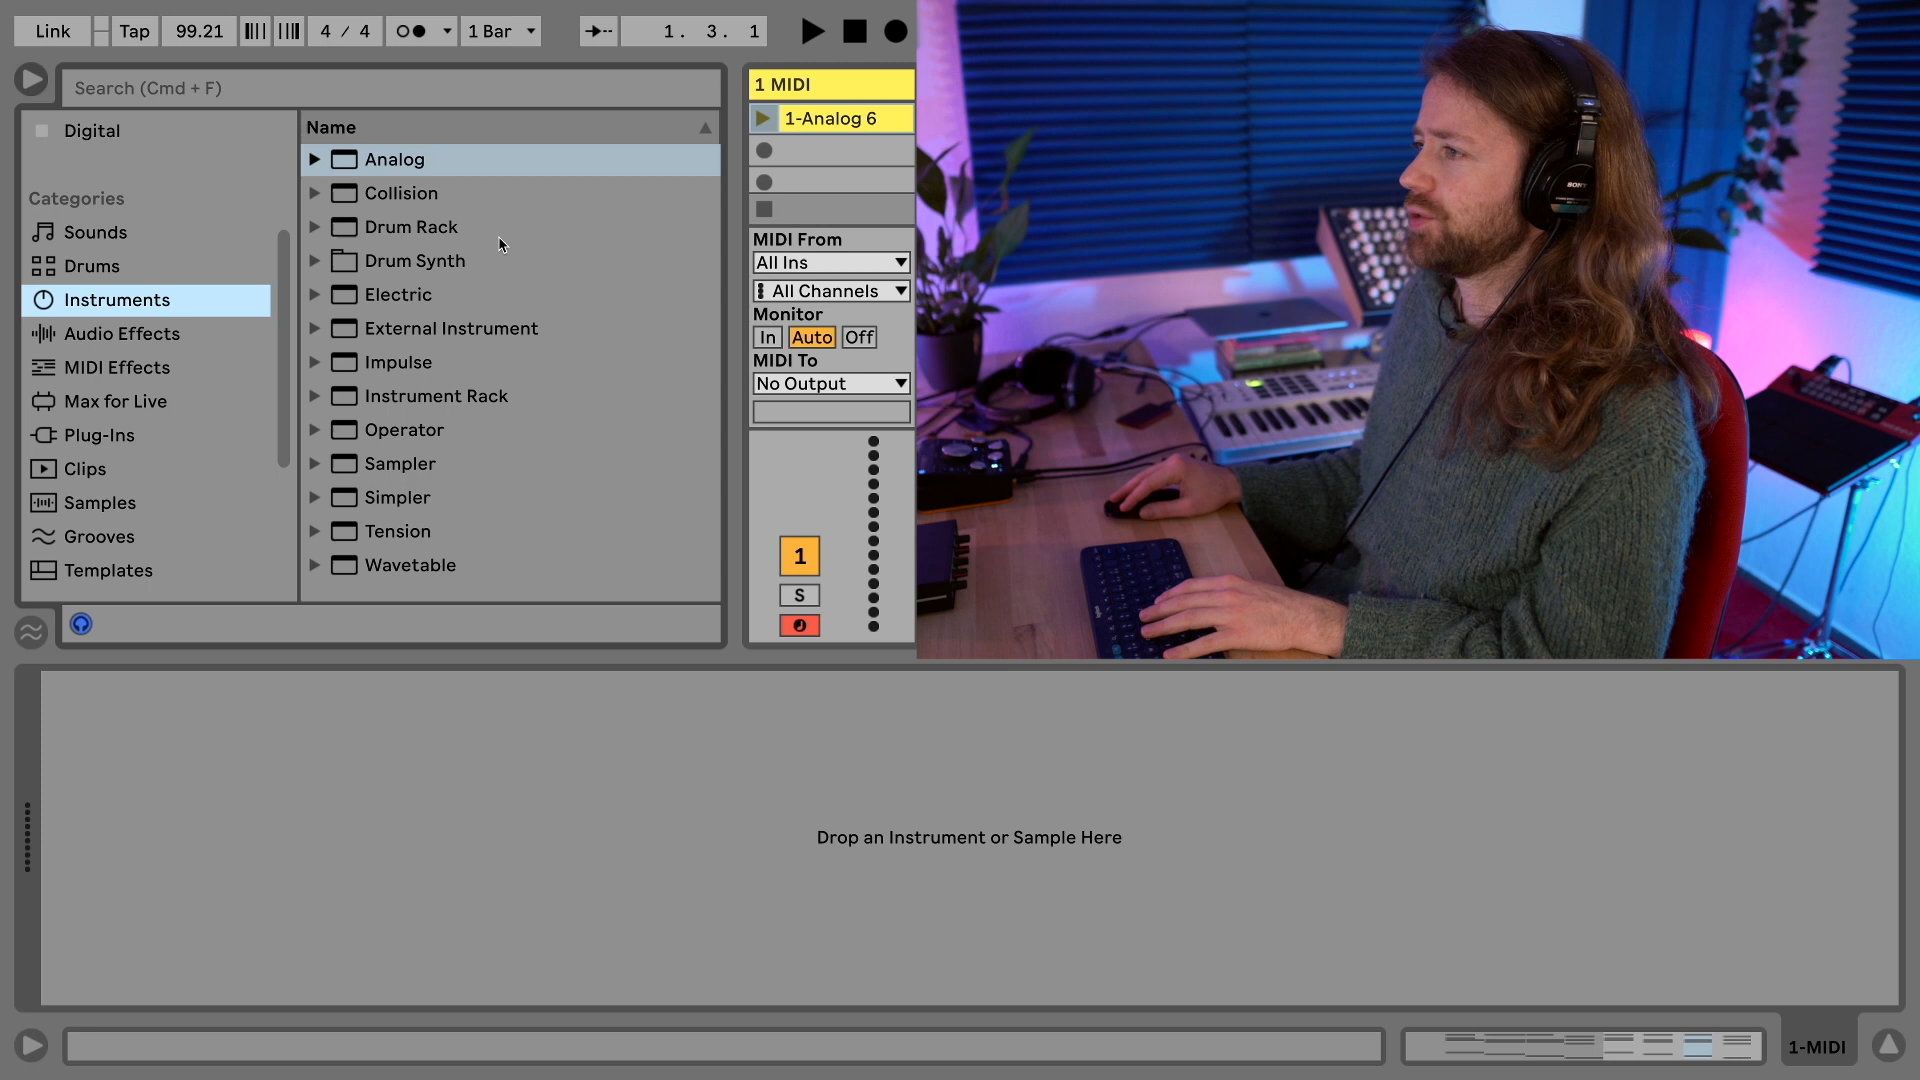 Link
Tap
99.21
4 / 4
1 Bar
1. 3. 1
Search (Cmd + F)
Digital
Categories
Sounds
Drums
Instruments
Audio Effects
MIDI Effects
Max for Live
Plug-Ins
Clips
Samples
Grooves
Templates
Name
Analog
Collision
Drum Rack
Drum Synth
Electric
External Instrument
Impulse
Instrument Rack
Operator
Sampler
Simpler
Tension
Wavetable
1 MIDI
1-Analog 6
MIDI From
All Ins
All Channels
Monitor
In Auto Off
MIDI To
No Output
1
S
SONY
Drop an Instrument or Sample Here
1-MIDI